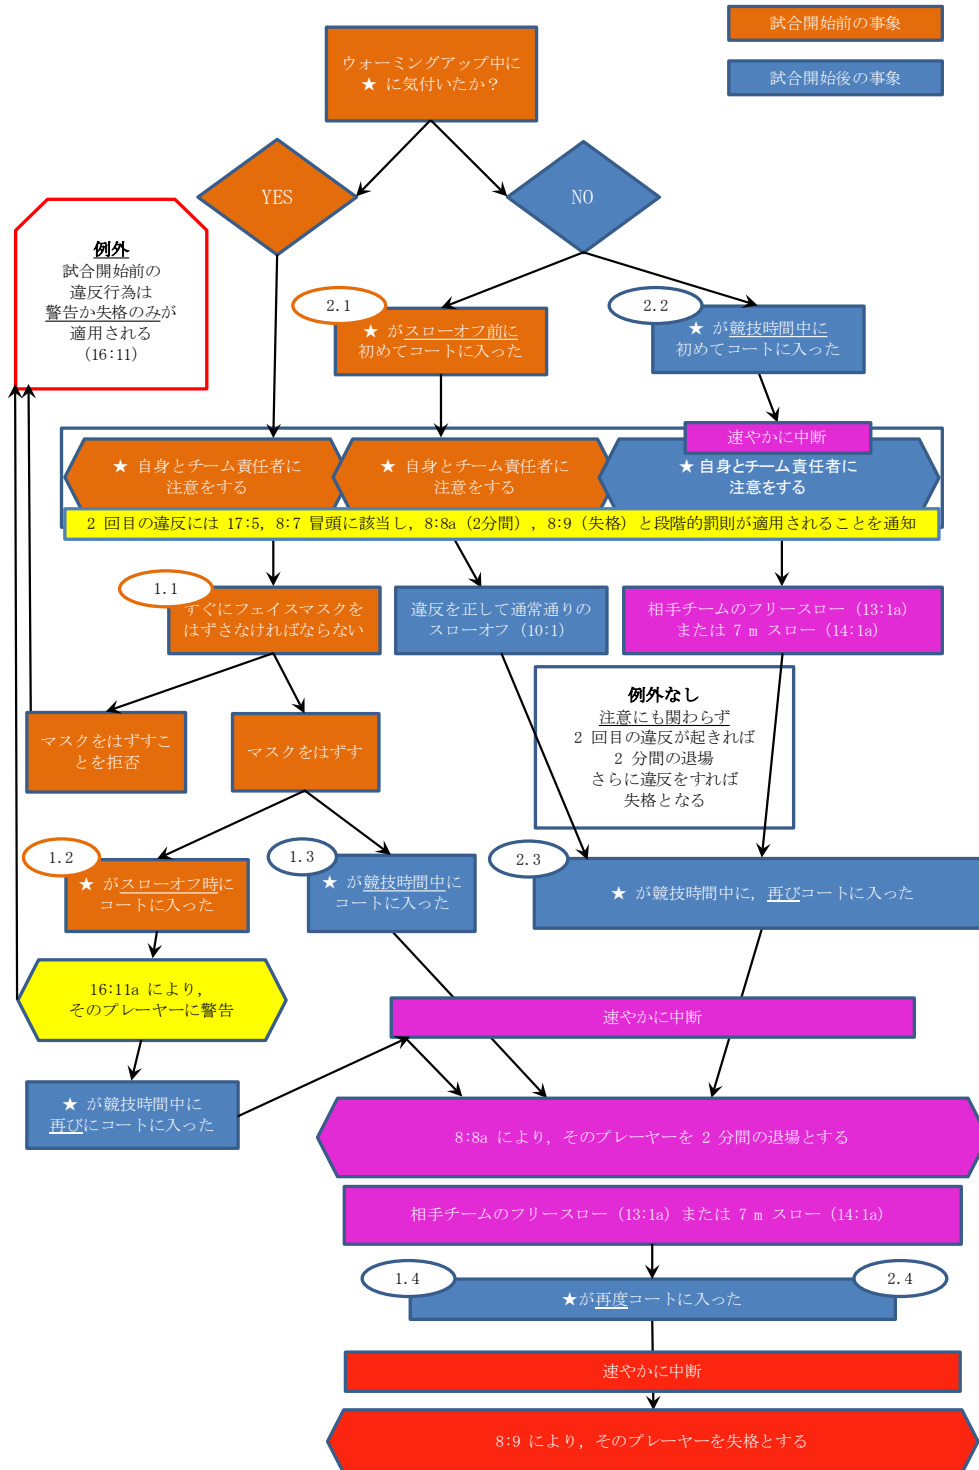 試合開始前の事象
試合開始後の事象
ウォーミングアップ中に
★ に気付いたか？
YES
NO
例外
試合開始前の
違反行為は
警告か失格のみが
適用される
(16:11)
2.1
★ がスローオフ前に
初めてコートに入った
2.2
★ が競技時間中に
初めてコートに入った
速やかに中断
★ 自身とチーム責任者に
注意をする
★ 自身とチーム責任者に
注意をする
★ 自身とチーム責任者に
注意をする
2 回目の違反には 17:5，8:7 冒頭に該当し，8:8a（2分間），8:9（失格）と段階的罰則が適用されることを通知
1.1
すぐにフェイスマスクを
はずさなければならない
違反を正して通常通りの
スローオフ（10:1）
相手チームのフリースロー（13:1a）
または 7 m スロー（14:1a）
例外なし
注意にも関わらず
2 回目の違反が起きれば
2 分間の退場
さらに違反をすれば
失格となる
マスクをはずすこ
とを拒否
マスクをはずす
1.2
★ がスローオフ時に
コートに入った
1.3
★ が競技時間中に
コートに入った
2.3
★ が競技時間中に，再びコートに入った
16:11a により，
そのプレーヤーに警告
速やかに中断
★ が競技時間中に
再びにコートに入った
8:8a により，そのプレーヤーを 2 分間の退場とする
相手チームのフリースロー（13:1a）または 7 m スロー（14:1a）
1.4
2.4
★が再度コートに入った
速やかに中断
8:9 により，そのプレーヤーを失格とする